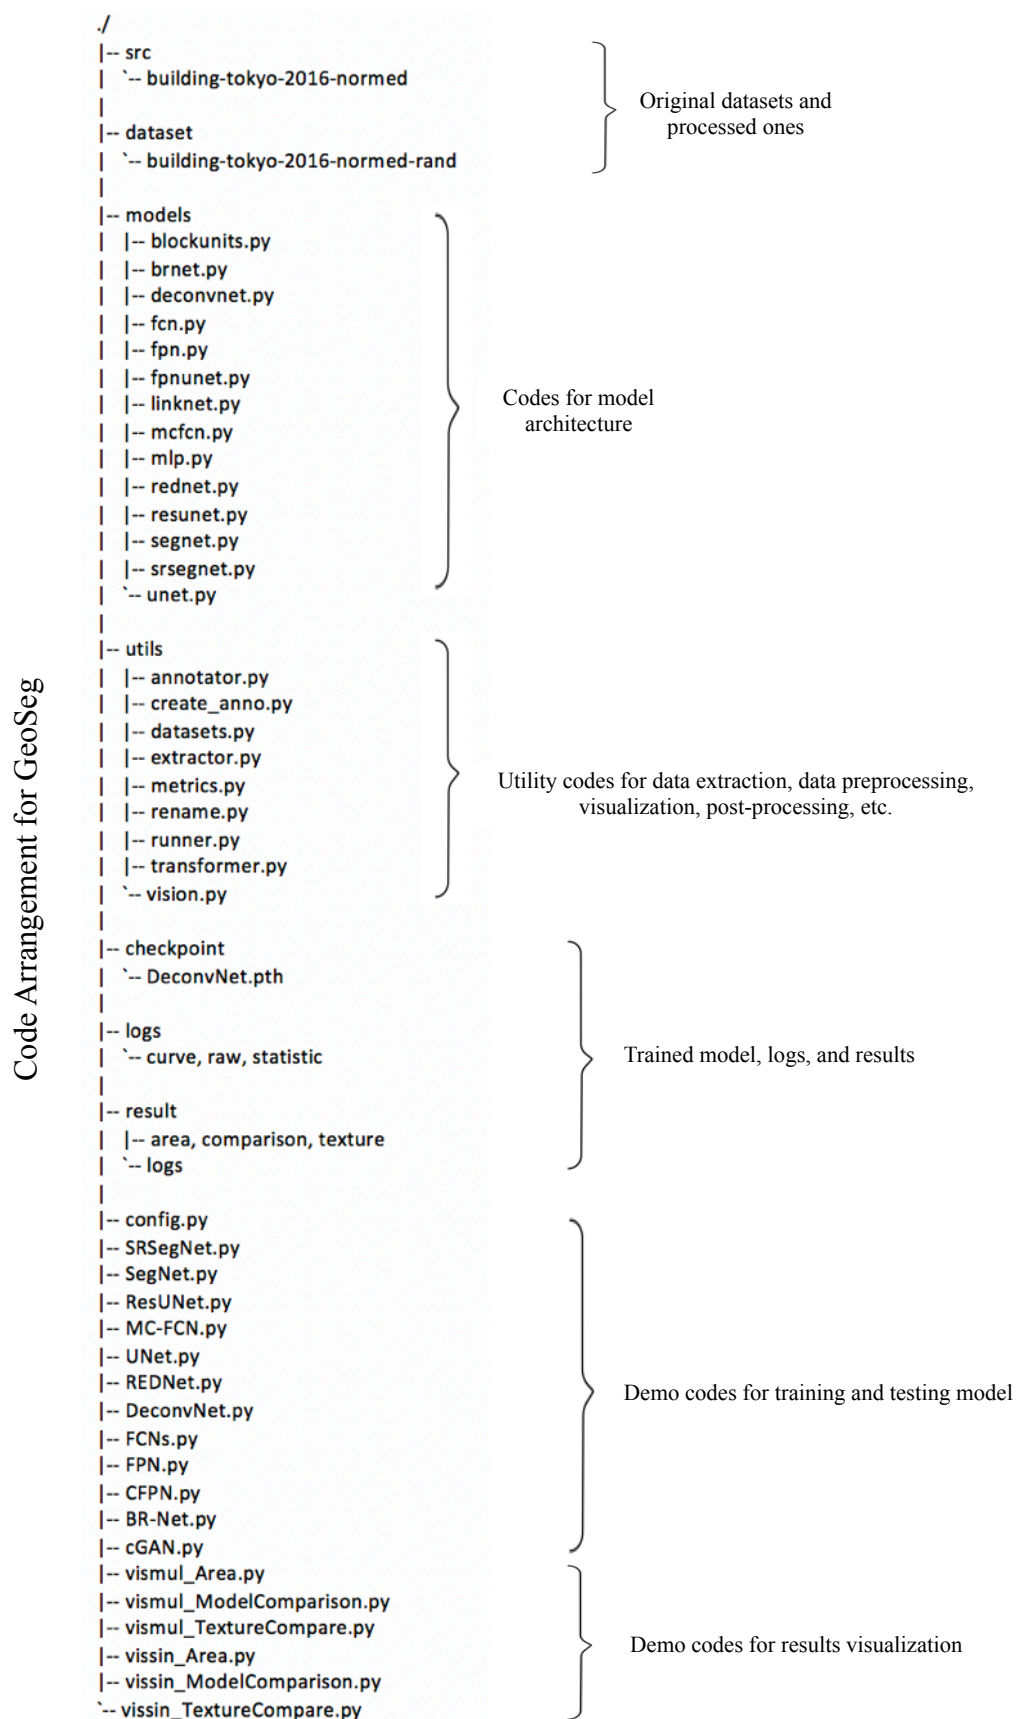 Code Arrangement for GeoSeg
./
|-- src
|   `-- building-tokyo-2016-normed
|
|-- dataset
|   `-- building-tokyo-2016-normed-rand
|
Original datasets and
processed ones
|-- models
|   |-- blockunits.py
|   |-- brnet.py
|   |-- deconvnet.py
|   |-- fcn.py
|   |-- fpn.py
|   |-- fpnunet.py
|   |-- linknet.py
|   |-- mcfcn.py
|   |-- mlp.py
|   |-- rednet.py
|   |-- resunet.py
|   |-- segnet.py
|   |-- srsegnet.py
|   `-- unet.py
|
Codes for model
architecture
|-- utils
|   |-- annotator.py
|   |-- create_anno.py
|   |-- datasets.py
|   |-- extractor.py
|   |-- metrics.py
|   |-- rename.py
|   |-- runner.py
|   |-- transformer.py
|   `-- vision.py
|
Utility codes for data extraction, data preprocessing,
visualization, post-processing, etc.
|-- checkpoint
|   `-- DeconvNet.pth
|
|-- logs
|   `-- curve, raw, statistic
|
|-- result
|   |-- area, comparison, texture
|   `-- logs
|
Trained model, logs, and results
|-- config.py
|-- SRSegNet.py
|-- SegNet.py
|-- ResUNet.py
|-- MC-FCN.py
|-- UNet.py
|-- REDNet.py
|-- DeconvNet.py
|-- FCNs.py
|-- FPN.py
|-- CFPN.py
|-- BR-Net.py
|-- cGAN.py
Demo codes for training and testing model
|-- vismul_Area.py
|-- vismul_ModelComparison.py
|-- vismul_TextureCompare.py
|-- vissin_Area.py
|-- vissin_ModelComparison.py
`-- vissin_TextureCompare.py
Demo codes for results visualization